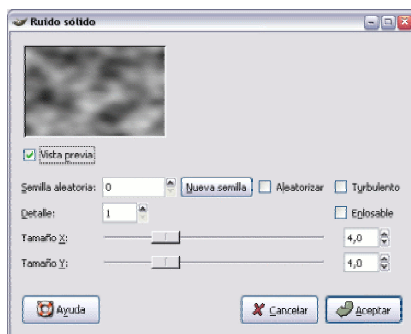 Ruido sólido
Vista previa
Semilla aleatoria: 0 Nueva semilla Aleatorizar Turbulento
Detalle: 1 Enlosable
Tamaño X: 4,0
Tamaño Y: 4,0
Ayuda Cancelar Aceptar